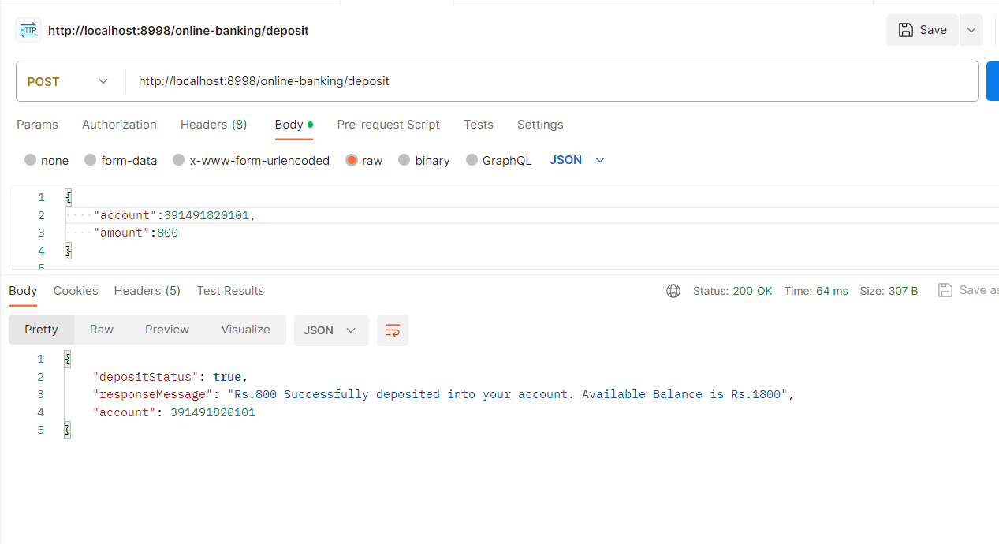 HTTP http://localhost:8998/online-banking/deposit Save
POST http://localhost:8998/online-banking/deposit
Params Authorization Headers (8) Body Pre-request Script Tests Settings
none form-data x-www-form-urlencoded raw binary GraphQL JSON
1 {
2 ····"account":391491820101,
3 ····"amount":800
4 }
5
Body Cookies Headers (5) Test Results Status: 200 OK Time: 64 ms Size: 307 B Save as
Pretty Raw Preview Visualize JSON
1 {
2 "depositStatus": true,
3 "responseMessage": "Rs.800 Successfully deposited into your account. Available Balance is Rs.1800",
4 "account": 391491820101
5 }